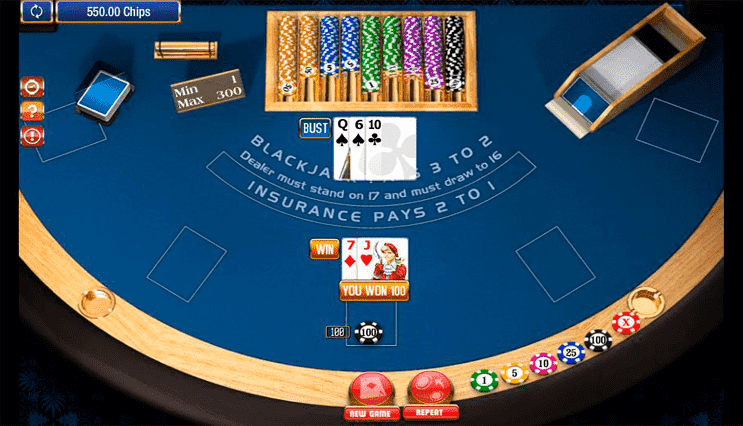 550.00 Chips
Min 1
Max 300
BUST
Q 6 10
BLACKJACK PAYS 3 TO 2
Dealer must stand on 17 and must draw to 16
INSURANCE PAYS 2 TO 1
WIN
7 J
YOU WON 100
100
100
1 5 10 25 100 X
NEW GAME
REPEAT